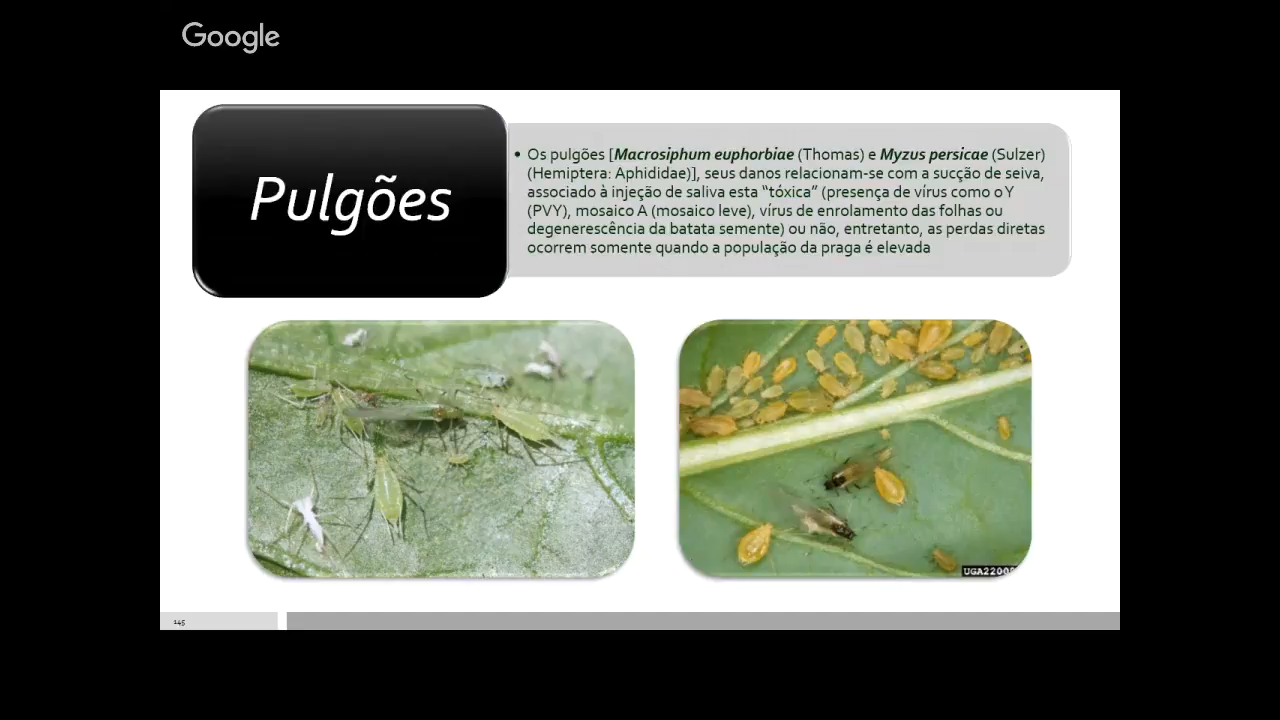 Google
Pulgões
• Os pulgões [Macrosiphum euphorbiae (Thomas) e Myzus persicae (Sulzer)
(Hemiptera: Aphididae)], seus danos relacionam-se com a sucção de seiva,
associado à injeção de saliva esta “tóxica” (presença de vírus como o Y
(PVY), mosaico A (mosaico leve), vírus de enrolamento das folhas ou
degenerescência da batata semente) ou não, entretanto, as perdas diretas
ocorrem somente quando a população da praga é elevada
145